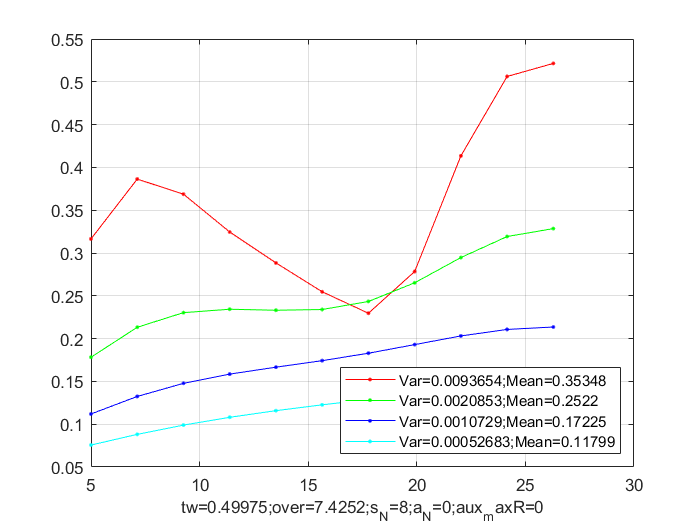 0.55
0.5
0.45
0.4
0.35
0.3
0.25
0.2
0.15
0.1
0.05
Var=0.0093654;Mean=0.35348
Var=0.0020853;Mean=0.2522
Var=0.0010729;Mean=0.17225
Var=0.00052683;Mean=0.11799
5 10 15 20 25 30
tw=0.49975;over=7.4252;s_N=8;a_N=0;aux_maxR=0